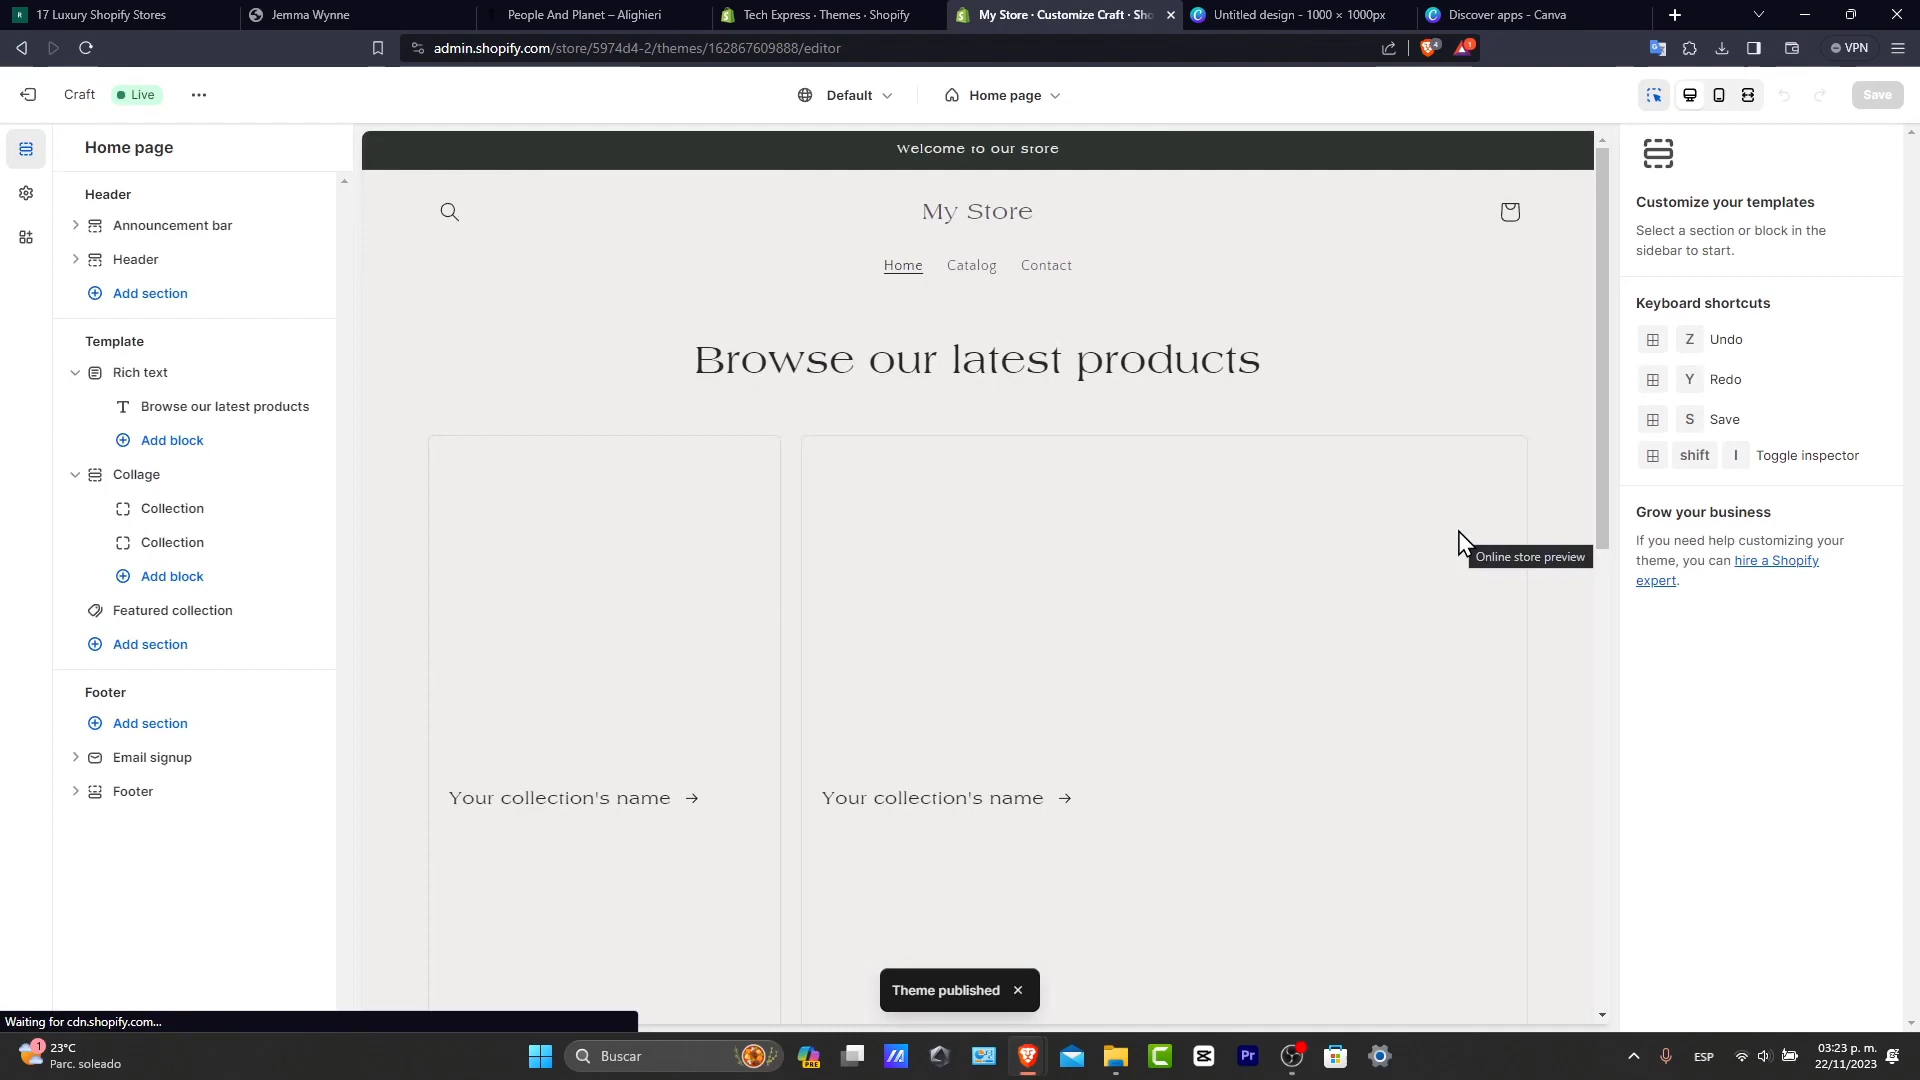 17 Luxury Shopify Stores
Jemma Wynne
People And Planet – Alighieri
Tech Express · Themes · Shopify
My Store · Customize Craft · Sho
Untitled design - 1000 × 1000px
Discover apps - Canva
admin.shopify.com/store/5974d4-2/themes/162867609888/editor
4
1
VPN
Craft
Live
Default
Home page
Save
Home page
Header
Announcement bar
Header
Add section
Template
Rich text
Browse our latest products
Add block
Collage
Collection
Collection
Add block
Featured collection
Add section
Footer
Add section
Email signup
Footer
Welcome to our store
My Store
Home Catalog Contact
Browse our latest products
Your collection's name →
Your collection's name →
Online store preview
Theme published
Customize your templates
Select a section or block in the
sidebar to start.
Keyboard shortcuts
Z Undo
Y Redo
S Save
shift I Toggle inspector
Grow your business
If you need help customizing your
theme, you can hire a Shopify
expert.
Waiting for cdn.shopify.com...
1
23°C
Parc. soleado
Buscar
PRE
Pr
ESP
03:23 p. m.
22/11/2023